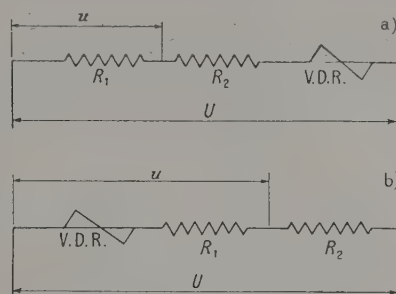 u
a)
R₁ R₂ V.D.R.
U
u
b)
V.D.R. R₁ R₂
U